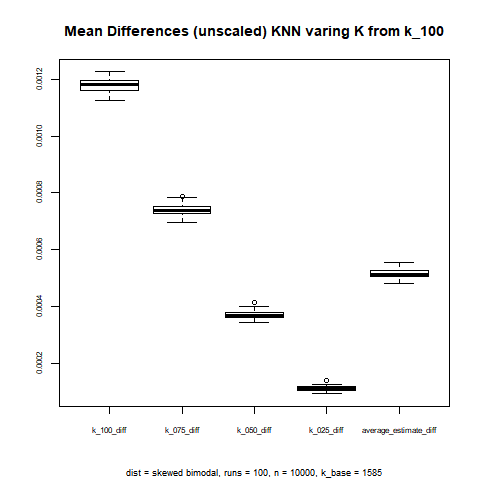 Mean Differences (unscaled) KNN varing K from k_100
0.0012
0.0010
0.0008
0.0006
0.0004
0.0002
k_100_diff k_075_diff k_050_diff k_025_diff average_estimate_diff
dist = skewed bimodal, runs = 100, n = 10000, k_base = 1585